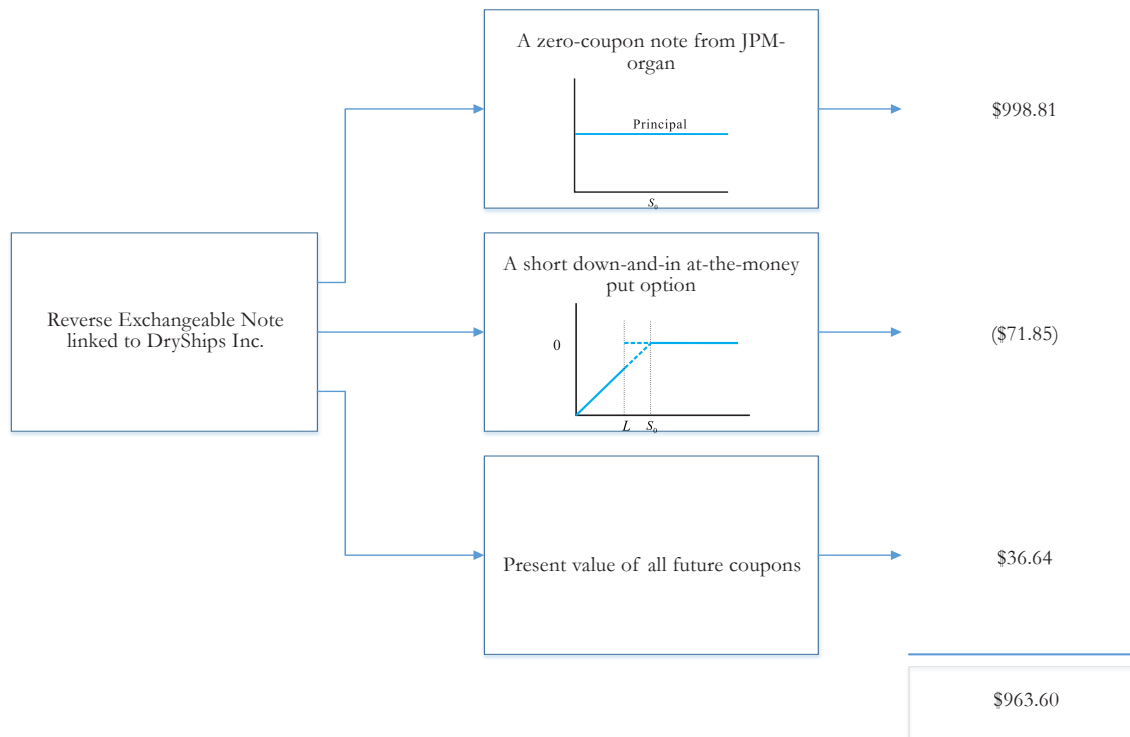 A zero-coupon note from JPM-
organ
Principal
S₀
$998.81
Reverse Exchangeable Note
linked to DryShips Inc.
A short down-and-in at-the-money
put option
0
L S₀
($71.85)
Present value of all future coupons
$36.64
$963.60